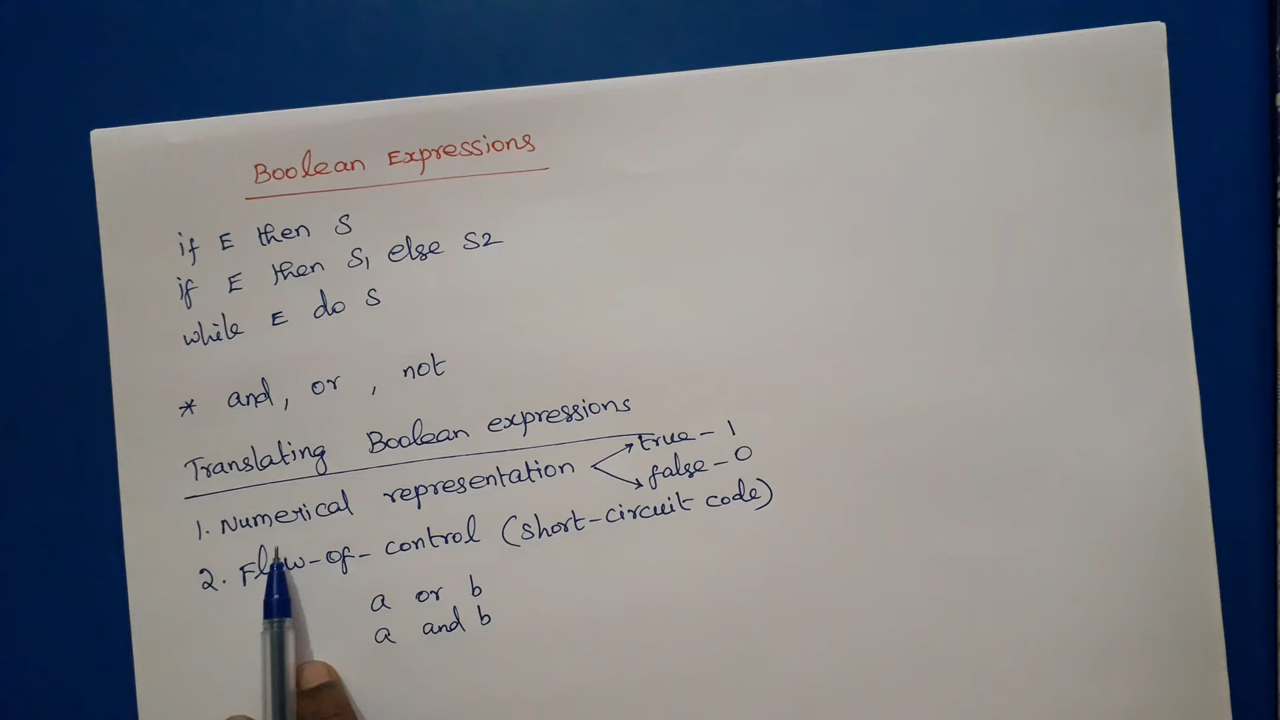 Boolean Expressions
if E then S
if E then S1 else S2
while E do S
* and, or, not
Translating Boolean expressions
1. Numerical representation true - 1
false - 0
2. Flow-of-control (short-circuit code)
a or b
a and b